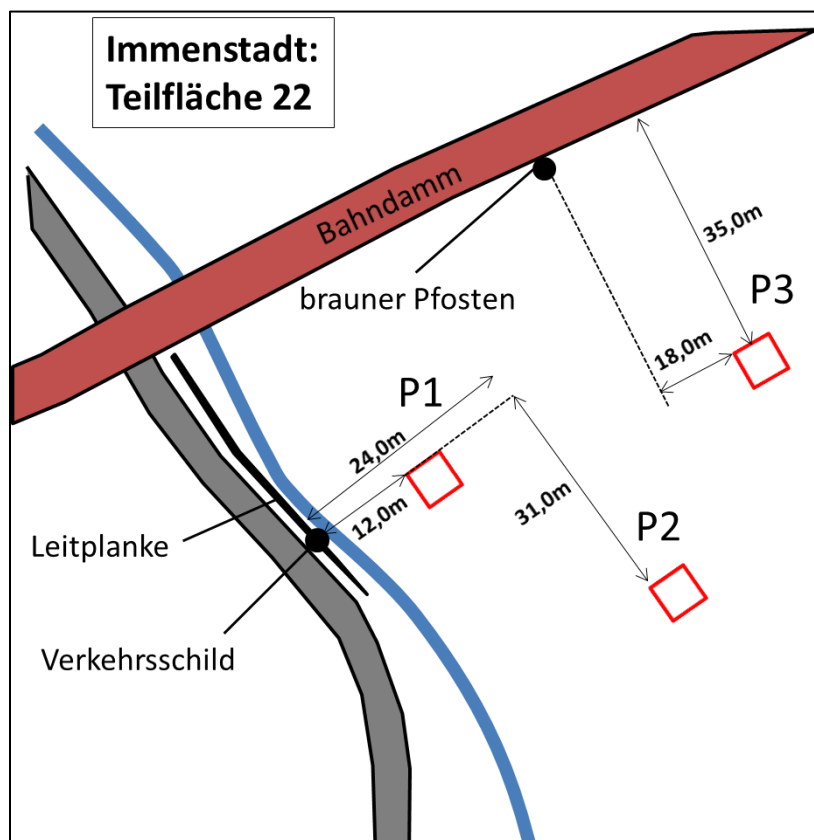 Immenstadt:
Teilfläche 22
Bahndamm
brauner Pfosten
35,0m
P3
18,0m
P1
24,0m
12,0m
31,0m
P2
Leitplanke
Verkehrsschild